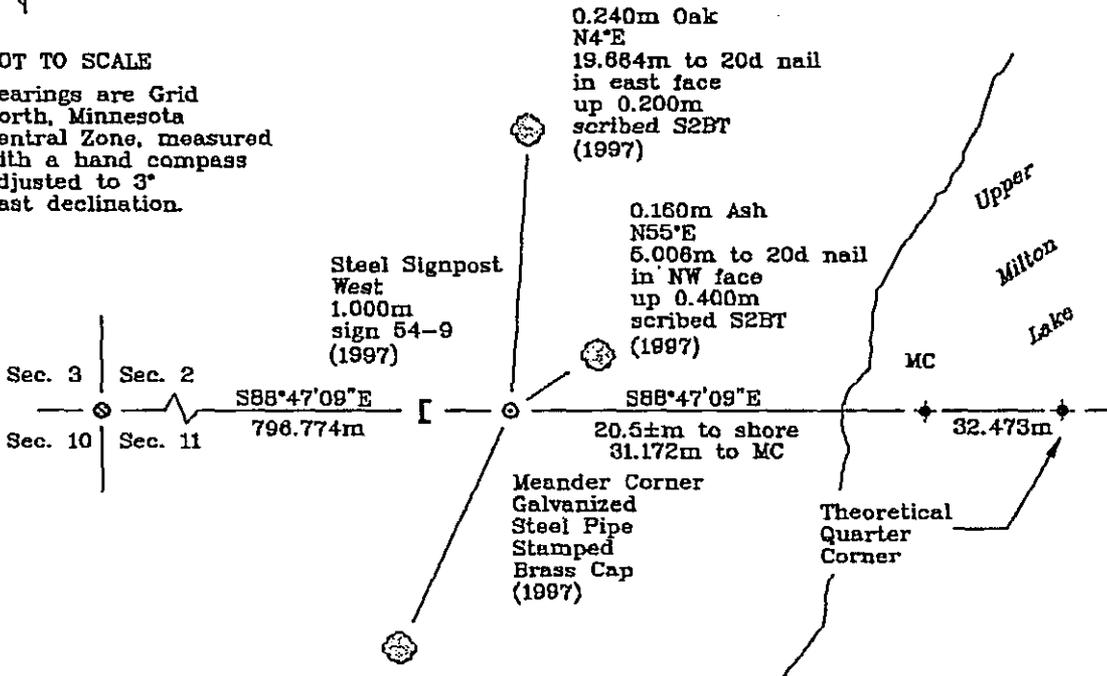 OT TO SCALE
earings are Grid
orth, Minnesota
entral Zone, measured
ith a hand compass
djusted to 3°
ast declination.
0.240m Oak
N4°E
19.664m to 20d nail
in east face
up 0.200m
scribed S2BT
(1997)
0.160m Ash
N55°E
5.006m to 20d nail
in NW face
up 0.400m
scribed S2BT
(1997)
Steel Signpost
West
1.000m
sign 54-9
(1997)
Upper
Milton
Lake
Sec. 3
Sec. 2
Sec. 10
Sec. 11
S88°47'09"E
796.774m
S88°47'09"E
20.5±m to shore
31.172m to MC
MC
32.473m
Meander Corner
Galvanized
Steel Pipe
Stamped
Brass Cap
(1997)
Theoretical
Quarter
Corner